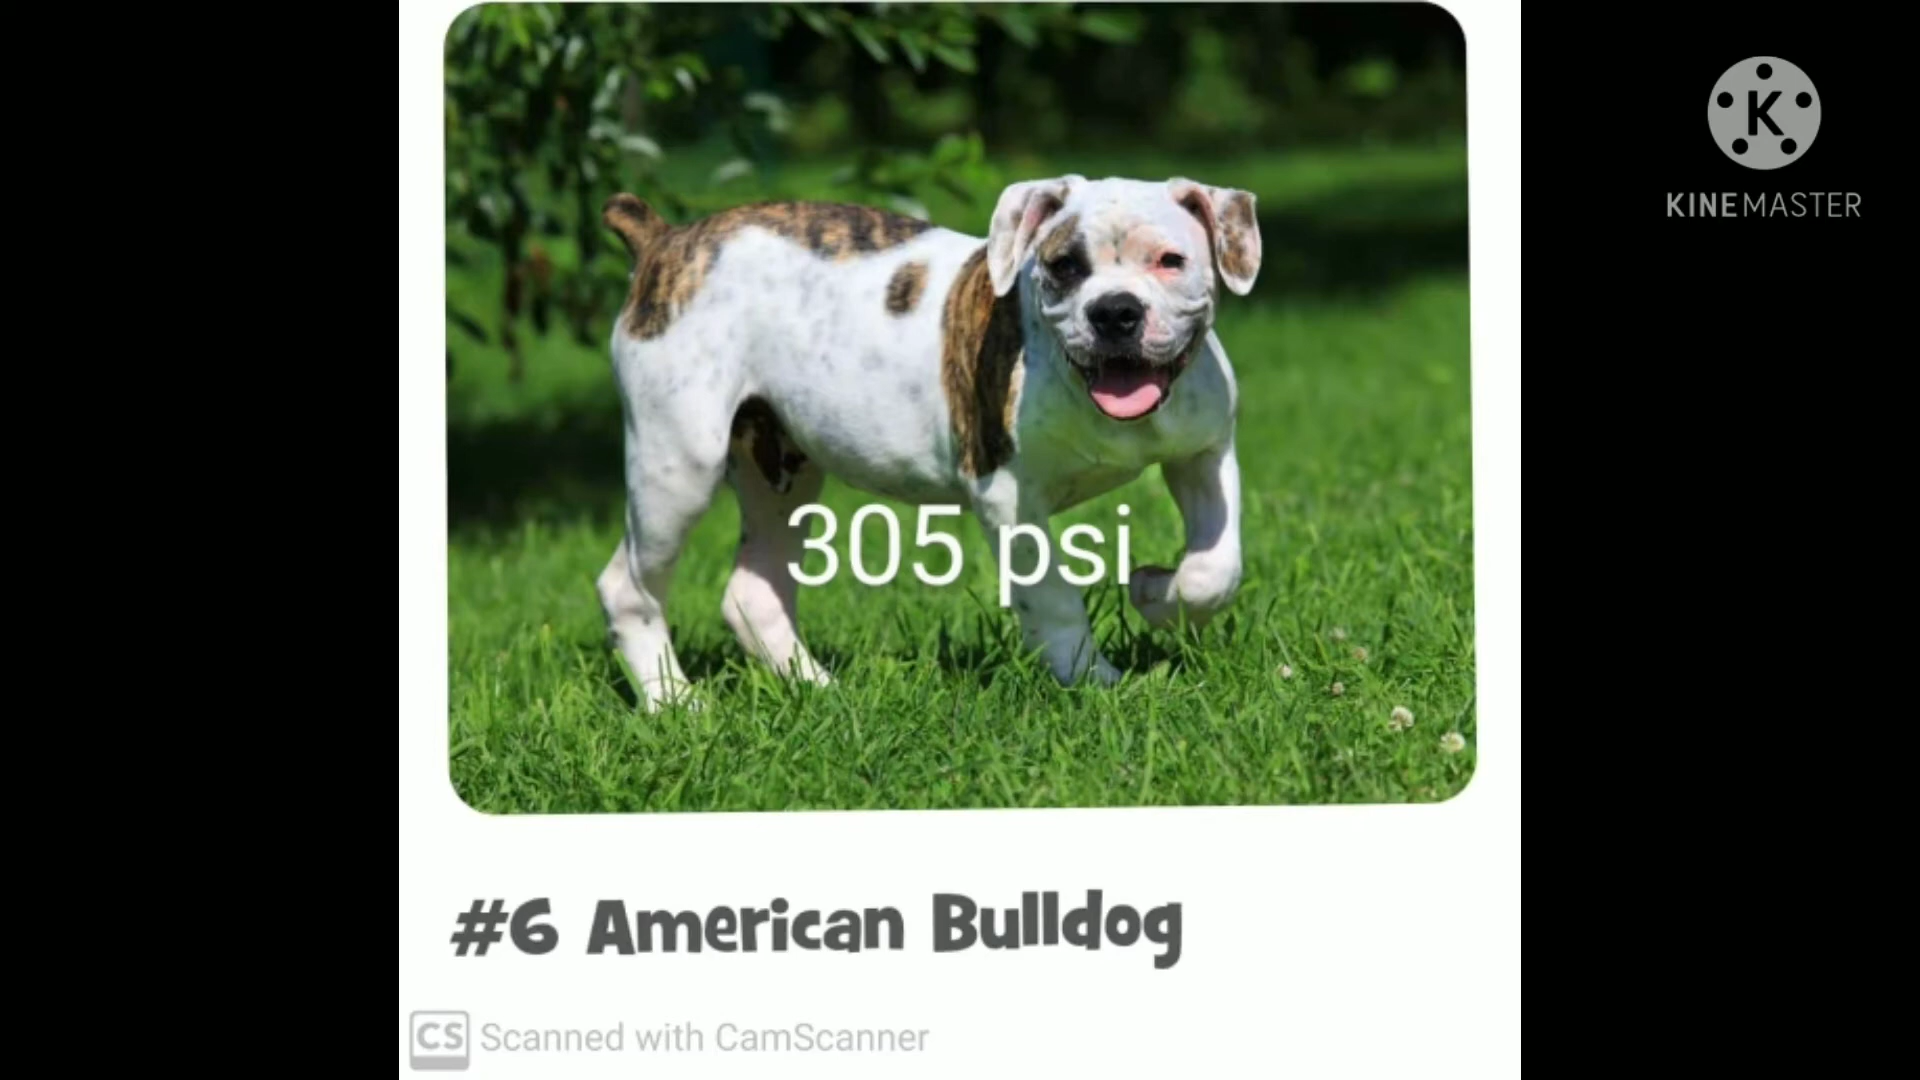 K
KINEMASTER
305 psi
#6 American Bulldog
CS Scanned with CamScanner